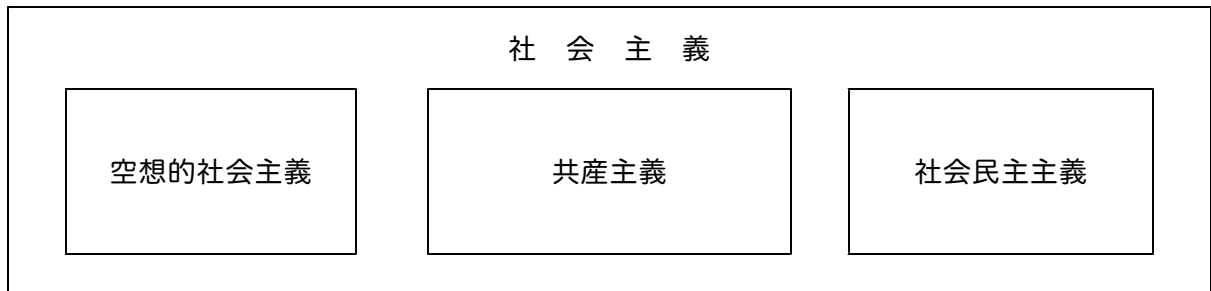 社 会 主 義
空想的社会主義
共産主義
社会民主主義